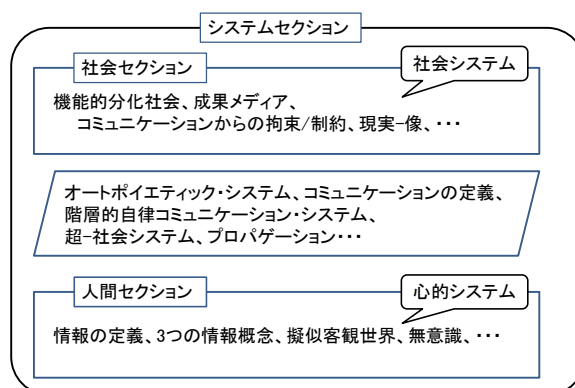 システムセクション
社会セクション
社会システム
機能的分化社会、成果メディア、
コミュニケーションからの拘束/制約、現実-像、・・・
オートポイエティック・システム、コミュニケーションの定義、
階層的自律コミュニケーション・システム、
超-社会システム、プロパゲーション・・・
人間セクション
心的システム
情報の定義、3つの情報概念、擬似客観世界、無意識、・・・